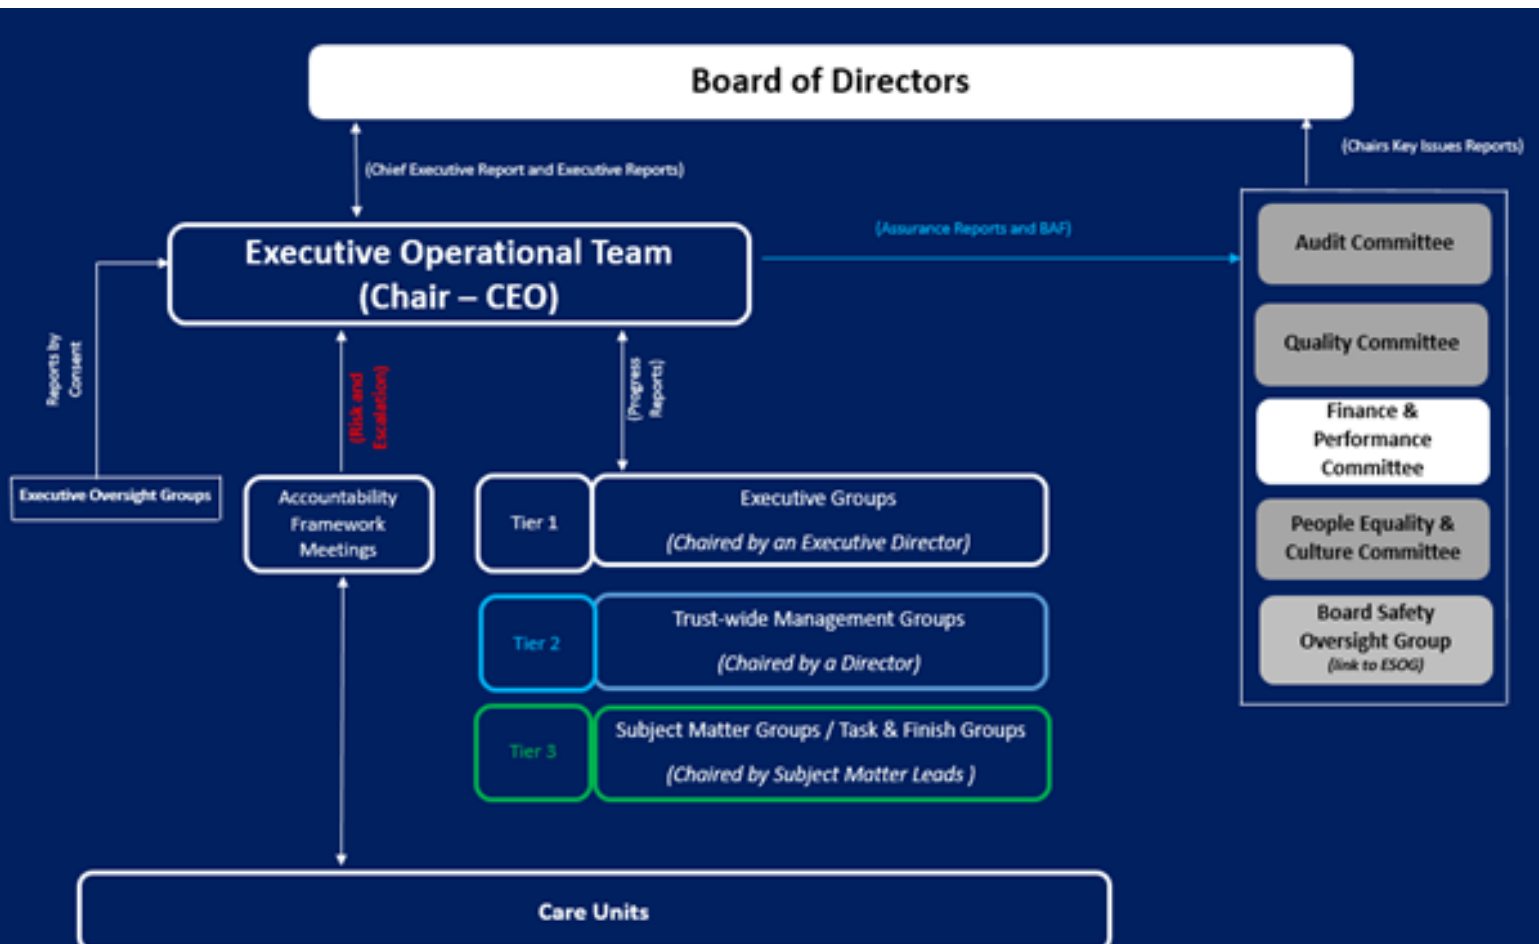 Board of Directors
(Chief Executive Report and Executive Reports)
(Chairs Key Issues Reports)
Executive Operational Team
(Chair – CEO)
(Assurance Reports and BAF)
Audit Committee
Quality Committee
Finance &
Performance
Committee
People Equality &
Culture Committee
Board Safety
Oversight Group
(link to ESOG)
Reports by
Consent
(Risk and
Escalation)
(Progress
Reports)
Executive Oversight Groups
Accountability
Framework
Meetings
Tier 1
Executive Groups
(Chaired by an Executive Director)
Tier 2
Trust-wide Management Groups
(Chaired by a Director)
Tier 3
Subject Matter Groups / Task & Finish Groups
(Chaired by Subject Matter Leads )
Care Units